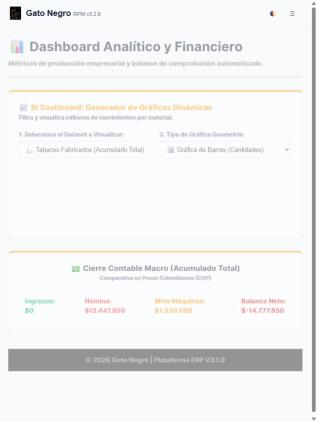 Gato Negro RPM v3.2.6
Dashboard Analítico y Financiero
Métricas de producción empresarial y balance de comprobación automatizado.
BI Dashboard: Generador de Gráficas Dinámicas
Filtra y visualiza millones de movimientos por material.
1. Selecciona el Dataset a Visualizar: 2. Tipo de Gráfica Geometría:
Tabacos Fabricados (Acumulado Total) Gráfica de Barras (Cantidades)
Cierre Contable Macro (Acumulado Total)
Comparativa en Pesos Colombianos (COP)
Ingresos: Nómina: Mtto Máquinas: Balance Neto:
$0 $13.447.850 $1.330.000 $-14.777.850
© 2026 Gato Negro | Plataforma ERP V3.1.0